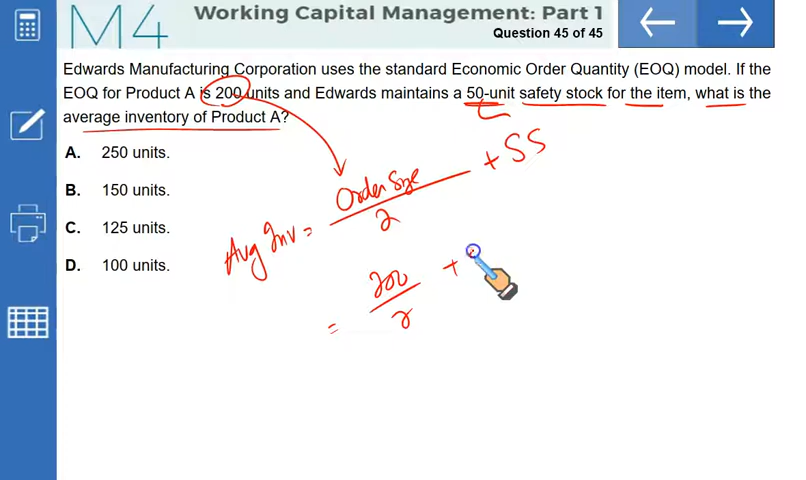 M4
Working Capital Management: Part 1
Question 45 of 45
Edwards Manufacturing Corporation uses the standard Economic Order Quantity (EOQ) model. If the
EOQ for Product A is 200 units and Edwards maintains a 50-unit safety stock for the item, what is the
average inventory of Product A?
A. 250 units.
B. 150 units.
C. 125 units.
D. 100 units.
Avg Inv = Order Size / 2 + SS
= 200 / 2 +